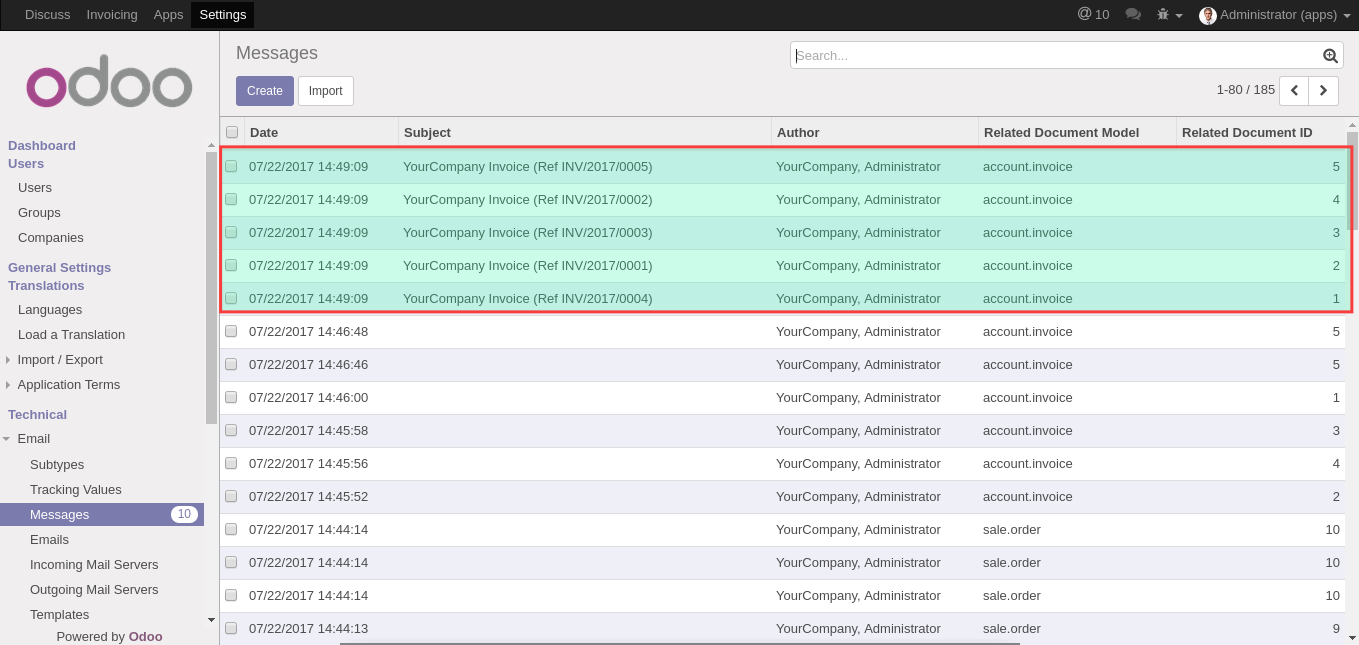 Discuss Invoicing Apps Settings @ 10 Administrator (apps)
odoo
Messages
Search...
Create Import
1-80 / 185
Dashboard
Users
Users
Groups
Companies
General Settings
Translations
Languages
Load a Translation
Import / Export
Application Terms
Technical
Email
Subtypes
Tracking Values
Messages 10
Emails
Incoming Mail Servers
Outgoing Mail Servers
Templates
Powered by Odoo
Date Subject Author Related Document Model Related Document ID
07/22/2017 14:49:09 YourCompany Invoice (Ref INV/2017/0005) YourCompany, Administrator account.invoice 5
07/22/2017 14:49:09 YourCompany Invoice (Ref INV/2017/0002) YourCompany, Administrator account.invoice 4
07/22/2017 14:49:09 YourCompany Invoice (Ref INV/2017/0003) YourCompany, Administrator account.invoice 3
07/22/2017 14:49:09 YourCompany Invoice (Ref INV/2017/0001) YourCompany, Administrator account.invoice 2
07/22/2017 14:49:09 YourCompany Invoice (Ref INV/2017/0004) YourCompany, Administrator account.invoice 1
07/22/2017 14:46:48 YourCompany, Administrator account.invoice 5
07/22/2017 14:46:46 YourCompany, Administrator account.invoice 5
07/22/2017 14:46:00 YourCompany, Administrator account.invoice 1
07/22/2017 14:45:58 YourCompany, Administrator account.invoice 3
07/22/2017 14:45:56 YourCompany, Administrator account.invoice 4
07/22/2017 14:45:52 YourCompany, Administrator account.invoice 2
07/22/2017 14:44:14 YourCompany, Administrator sale.order 10
07/22/2017 14:44:14 YourCompany, Administrator sale.order 10
07/22/2017 14:44:14 YourCompany, Administrator sale.order 10
07/22/2017 14:44:13 YourCompany, Administrator sale.order 9